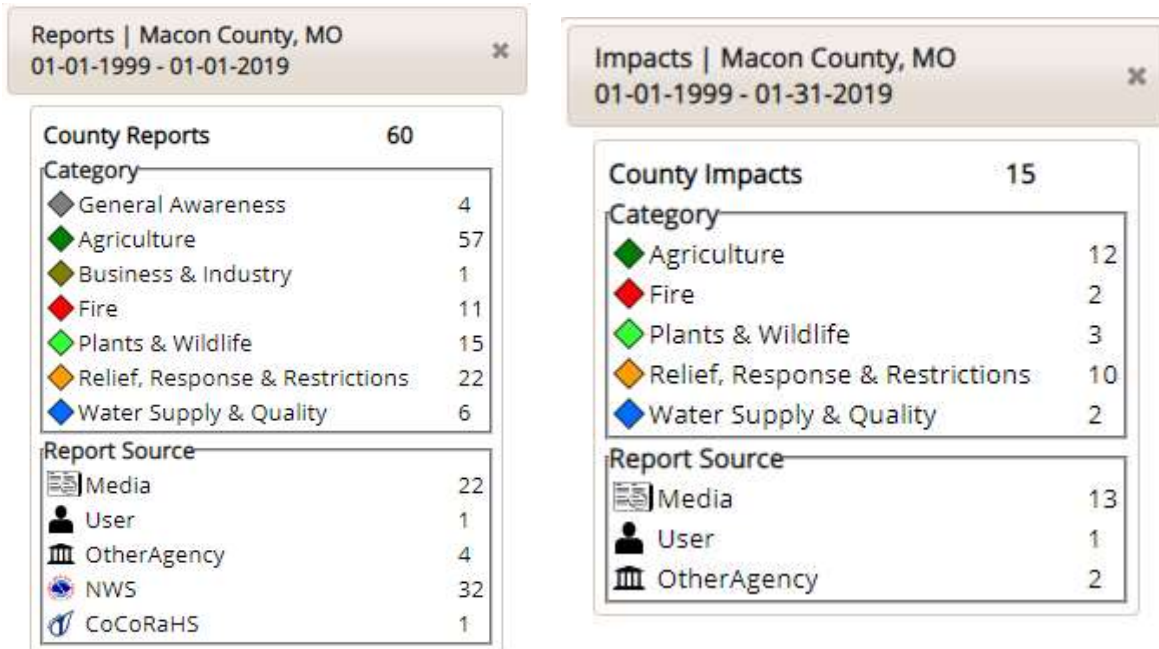 Reports | Macon County, MO
01-01-1999 - 01-01-2019
County Reports 60
Category
General Awareness 4
Agriculture 57
Business & Industry 1
Fire 11
Plants & Wildlife 15
Relief, Response & Restrictions 22
Water Supply & Quality 6
Report Source
Media 22
User 1
OtherAgency 4
NWS 32
CoCoRaHS 1
Impacts | Macon County, MO
01-01-1999 - 01-31-2019
County Impacts 15
Category
Agriculture 12
Fire 2
Plants & Wildlife 3
Relief, Response & Restrictions 10
Water Supply & Quality 2
Report Source
Media 13
User 1
OtherAgency 2